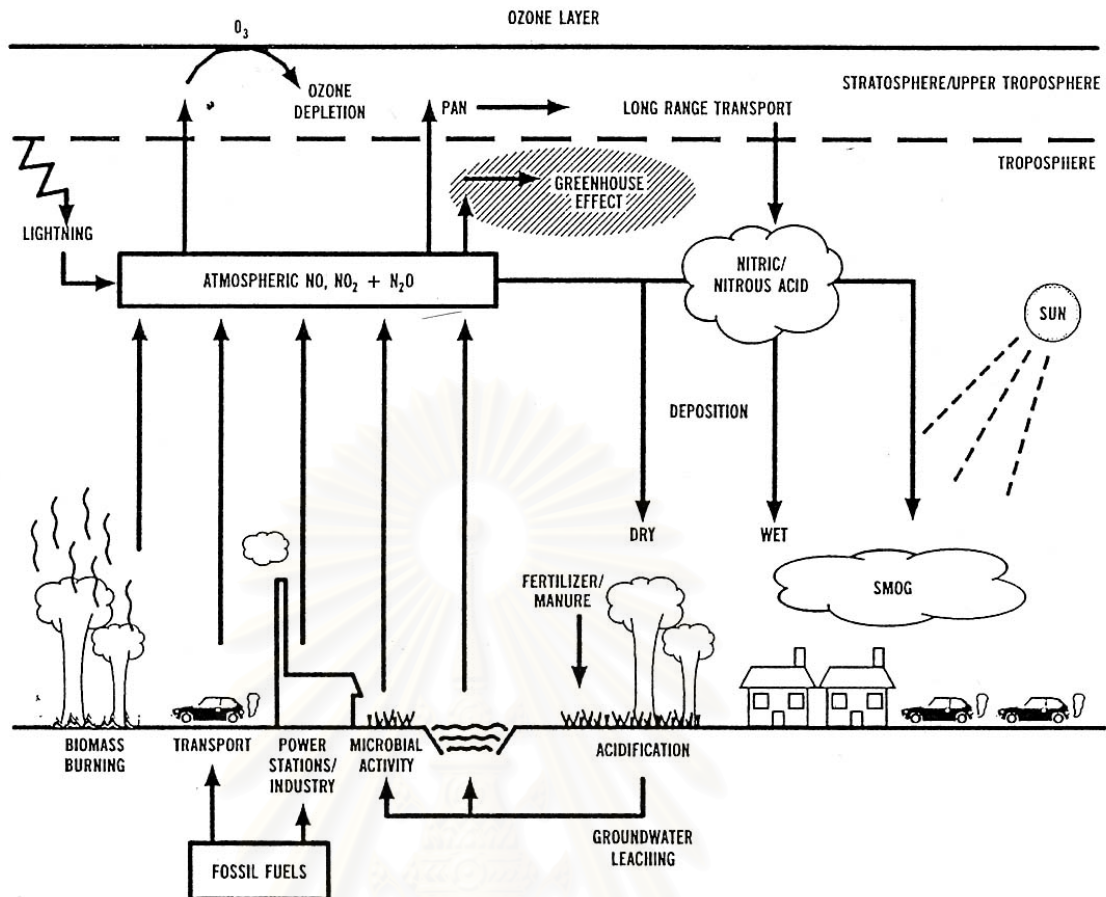 OZONE LAYER
O₃
STRATOSPHERE/UPPER TROPOSPHERE
OZONE
DEPLETION
PAN
LONG RANGE TRANSPORT
TROPOSPHERE
GREENHOUSE
EFFECT
LIGHTNING
ATMOSPHERIC NO, NO₂ + N₂O
NITRIC/
NITROUS ACID
SUN
DEPOSITION
DRY
WET
FERTILIZER/
MANURE
SMOG
BIOMASS
BURNING
TRANSPORT
POWER
STATIONS/
INDUSTRY
MICROBIAL
ACTIVITY
ACIDIFICATION
GROUNDWATER
LEACHING
FOSSIL FUELS